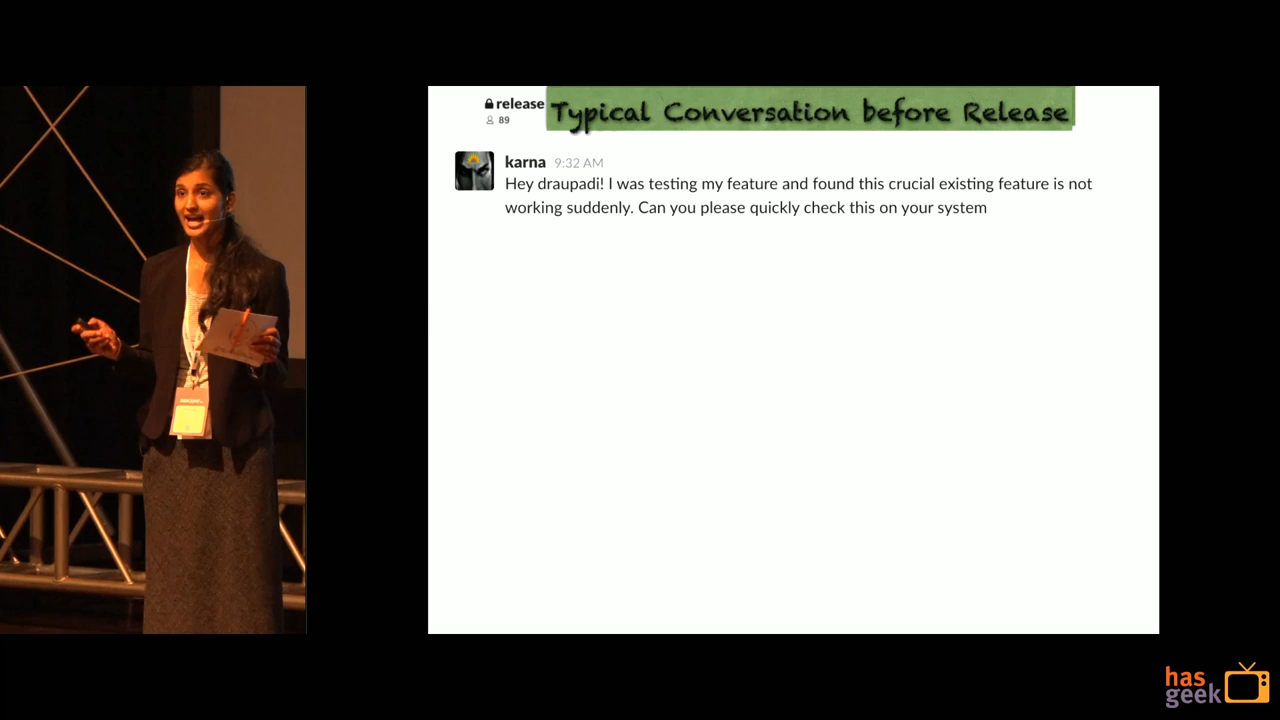 release
Typical Conversation before Release
89
karna 9:32 AM
Hey draupadi! I was testing my feature and found this crucial existing feature is not
working suddenly. Can you please quickly check this on your system
has
geek